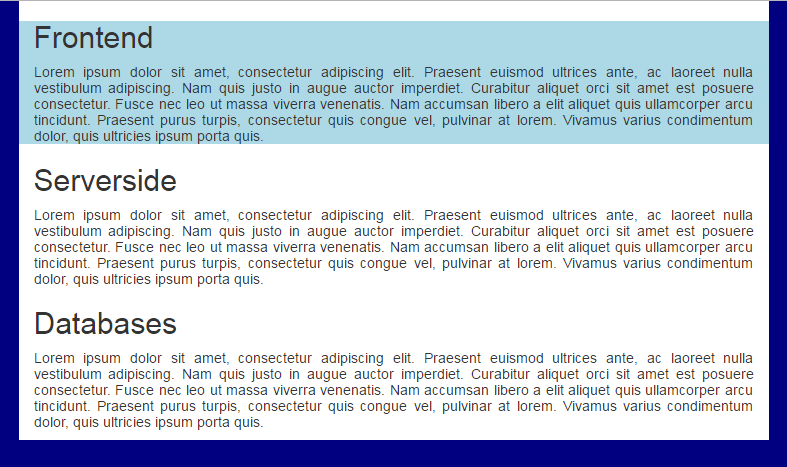 Frontend
Lorem ipsum dolor sit amet, consectetur adipiscing elit. Praesent euismod ultrices ante, ac laoreet nulla
vestibulum adipiscing. Nam quis justo in augue auctor imperdiet. Curabitur aliquet orci sit amet est posuere
consectetur. Fusce nec leo ut massa viverra venenatis. Nam accumsan libero a elit aliquet quis ullamcorper arcu
tincidunt. Praesent purus turpis, consectetur quis congue vel, pulvinar at lorem. Vivamus varius condimentum
dolor, quis ultricies ipsum porta quis.
Serverside
Lorem ipsum dolor sit amet, consectetur adipiscing elit. Praesent euismod ultrices ante, ac laoreet nulla
vestibulum adipiscing. Nam quis justo in augue auctor imperdiet. Curabitur aliquet orci sit amet est posuere
consectetur. Fusce nec leo ut massa viverra venenatis. Nam accumsan libero a elit aliquet quis ullamcorper arcu
tincidunt. Praesent purus turpis, consectetur quis congue vel, pulvinar at lorem. Vivamus varius condimentum
dolor, quis ultricies ipsum porta quis.
Databases
Lorem ipsum dolor sit amet, consectetur adipiscing elit. Praesent euismod ultrices ante, ac laoreet nulla
vestibulum adipiscing. Nam quis justo in augue auctor imperdiet. Curabitur aliquet orci sit amet est posuere
consectetur. Fusce nec leo ut massa viverra venenatis. Nam accumsan libero a elit aliquet quis ullamcorper arcu
tincidunt. Praesent purus turpis, consectetur quis congue vel, pulvinar at lorem. Vivamus varius condimentum
dolor, quis ultricies ipsum porta quis.